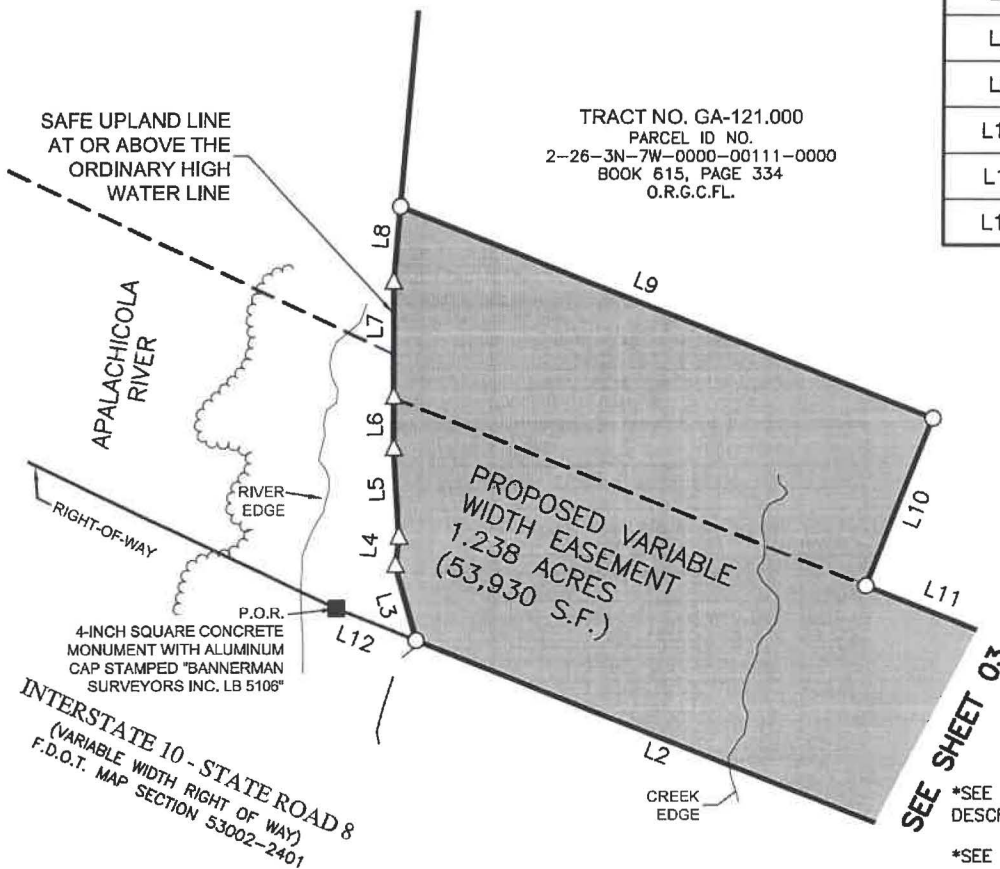 L
L
L1
L1
L1
SAFE UPLAND LINE
AT OR ABOVE THE
ORDINARY HIGH
WATER LINE
TRACT NO. GA-121.000
PARCEL ID NO.
2-26-3N-7W-0000-00111-0000
BOOK 615, PAGE 334
O.R.G.C.FL.
L8
L9
L7
APALACHICOLA
RIVER
L6
L10
PROPOSED VARIABLE
WIDTH EASEMENT
1.238 ACRES
(53,930 S.F.)
RIVER
EDGE
L5
RIGHT-OF-WAY
L4
L11
L3
P.O.R.
4-INCH SQUARE CONCRETE
MONUMENT WITH ALUMINUM
CAP STAMPED "BANNERMAN
SURVEYORS INC. LB 5106"
L12
INTERSTATE 10 - STATE ROAD 8
(VARIABLE WIDTH RIGHT OF WAY)
F.D.O.T. MAP SECTION 53002-2401
L2
CREEK
EDGE
SEE SHEET 03
*SEE
DESCR
*SEE